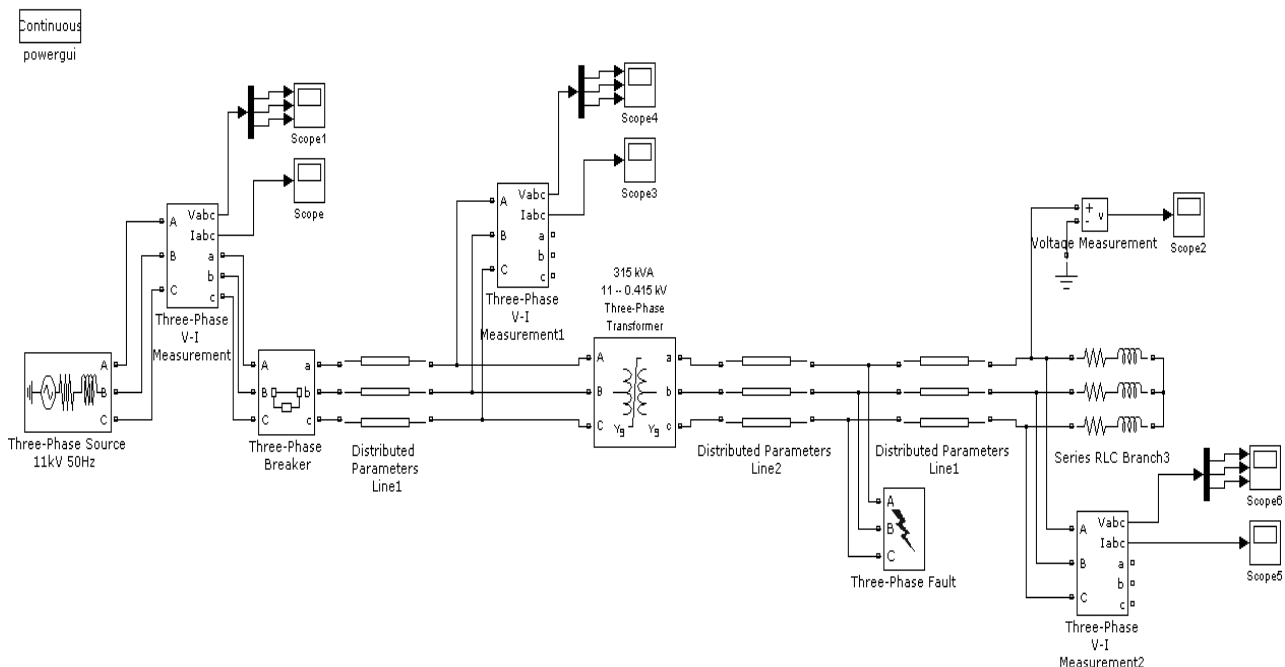 Continuous
powergui
Scope1
Scope
Vabc
Iabc
A
B
C
a
b
c
Three-Phase
V-I
Measurement
A
B
C
Three-Phase Source
11kV 50Hz
A
B
C
a
b
c
Three-Phase
Breaker
Distributed
Parameters
Line1
Scope4
Scope3
Vabc
Iabc
A
B
C
a
b
c
Three-Phase
V-I
Measurement1
315 kVA
11 -- 0.415 kV
Three-Phase
Transformer
A
B
C
a
b
c
Yg
Yg
Distributed Parameters
Line2
Distributed Parameters
Line1
A
B
C
Three-Phase Fault
+
-
v
Voltage Measurement
Scope2
Series RLC Branch3
Vabc
Iabc
A
B
C
a
b
c
Three-Phase
V-I
Measurement2
Scope6
Scope5